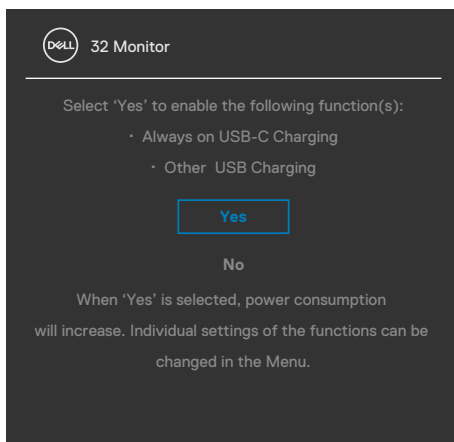 DELL 32 Monitor
Select ‘Yes’ to enable the following function(s):
· Always on USB-C Charging
· Other USB Charging
Yes
No
When ‘Yes’ is selected, power consumption
will increase. Individual settings of the functions can be
changed in the Menu.